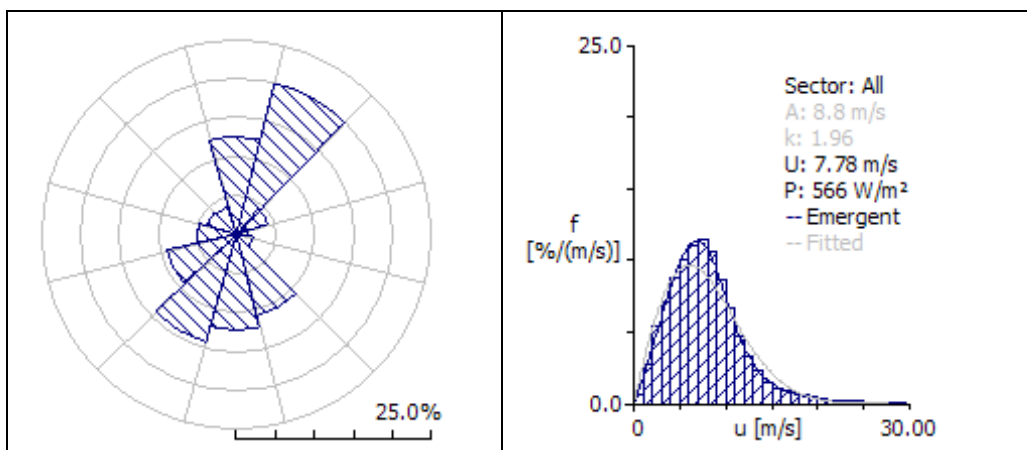 25.0%
25.0
Sector: All
A: 8.8 m/s
k: 1.96
U: 7.78 m/s
P: 566 W/m²
-- Emergent
-- Fitted
f
[%/(m/s)]
0.0
0 u [m/s] 30.00